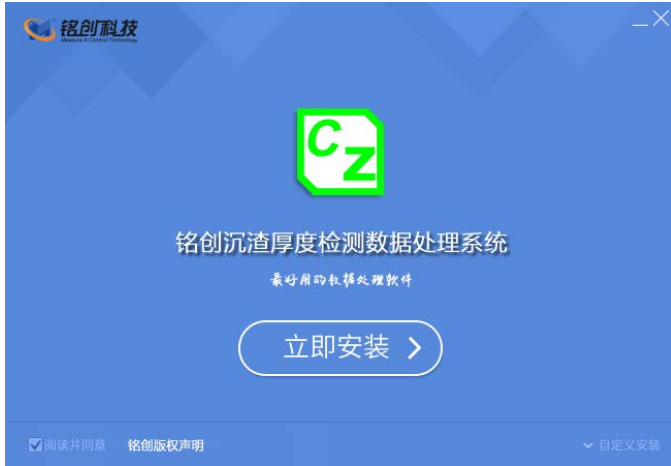 铭创科技
Measure & Control Technology
CZ
铭创沉渣厚度检测数据处理系统
最好用的数据处理软件
立即安装
阅读并同意 铭创版权声明
自定义安装